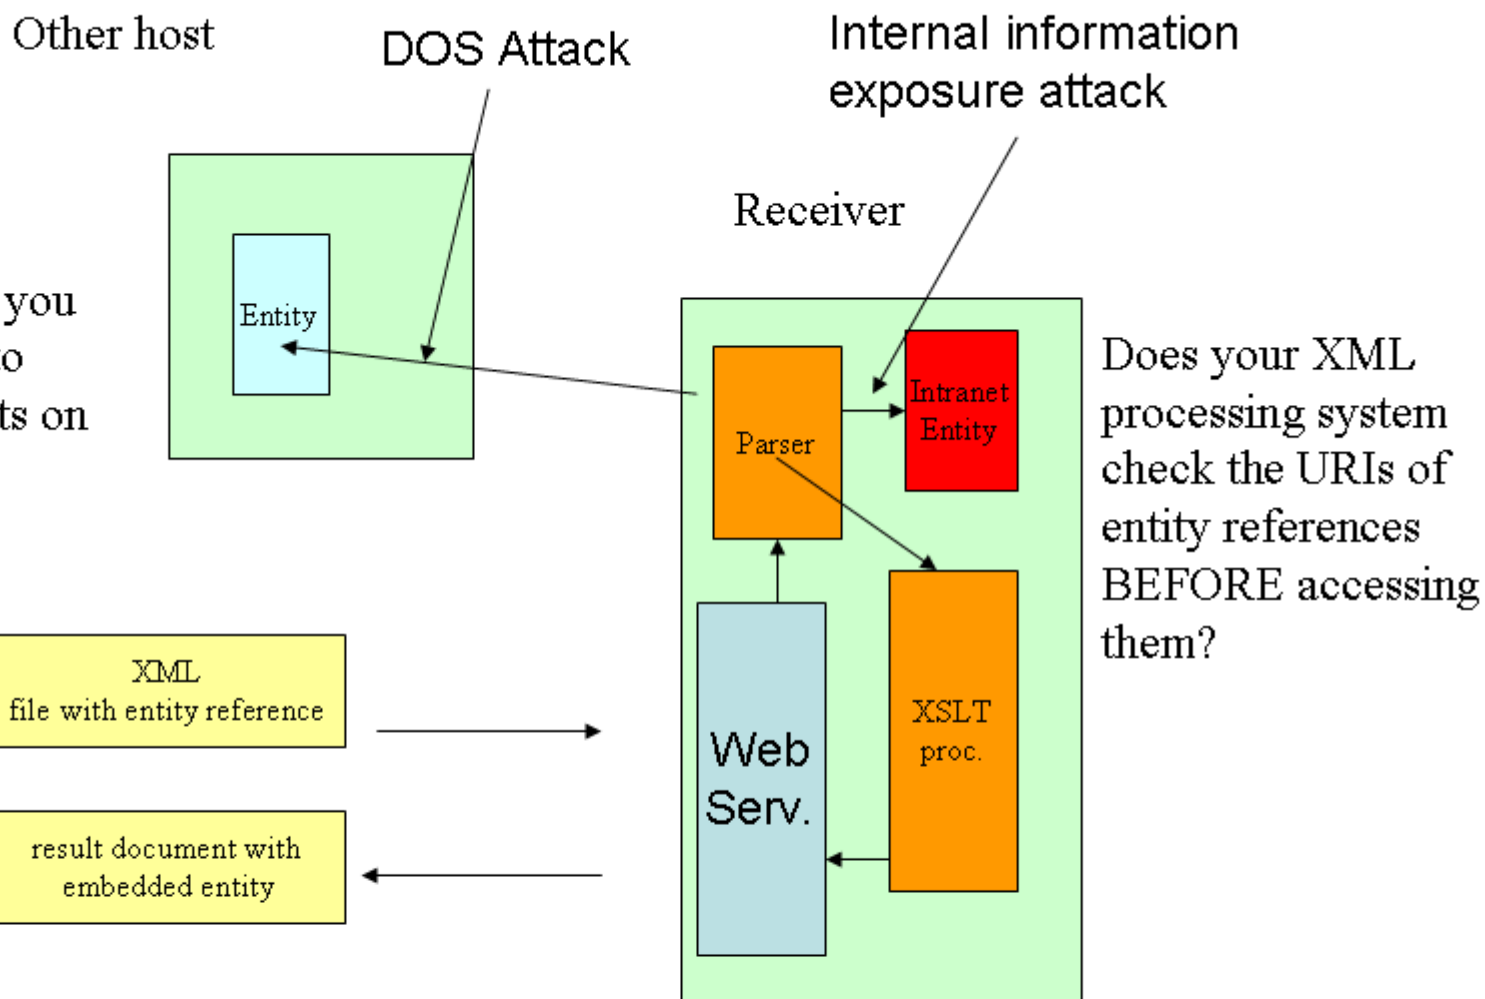 Other host
DOS Attack
Internal information
exposure attack
Receiver
you
to
ts on
Entity
Parser
Intranet
Entity
Does your XML
processing system
check the URIs of
entity references
BEFORE accessing
them?
XML
file with entity reference
result document with
embedded entity
Web
Serv.
XSLT
proc.